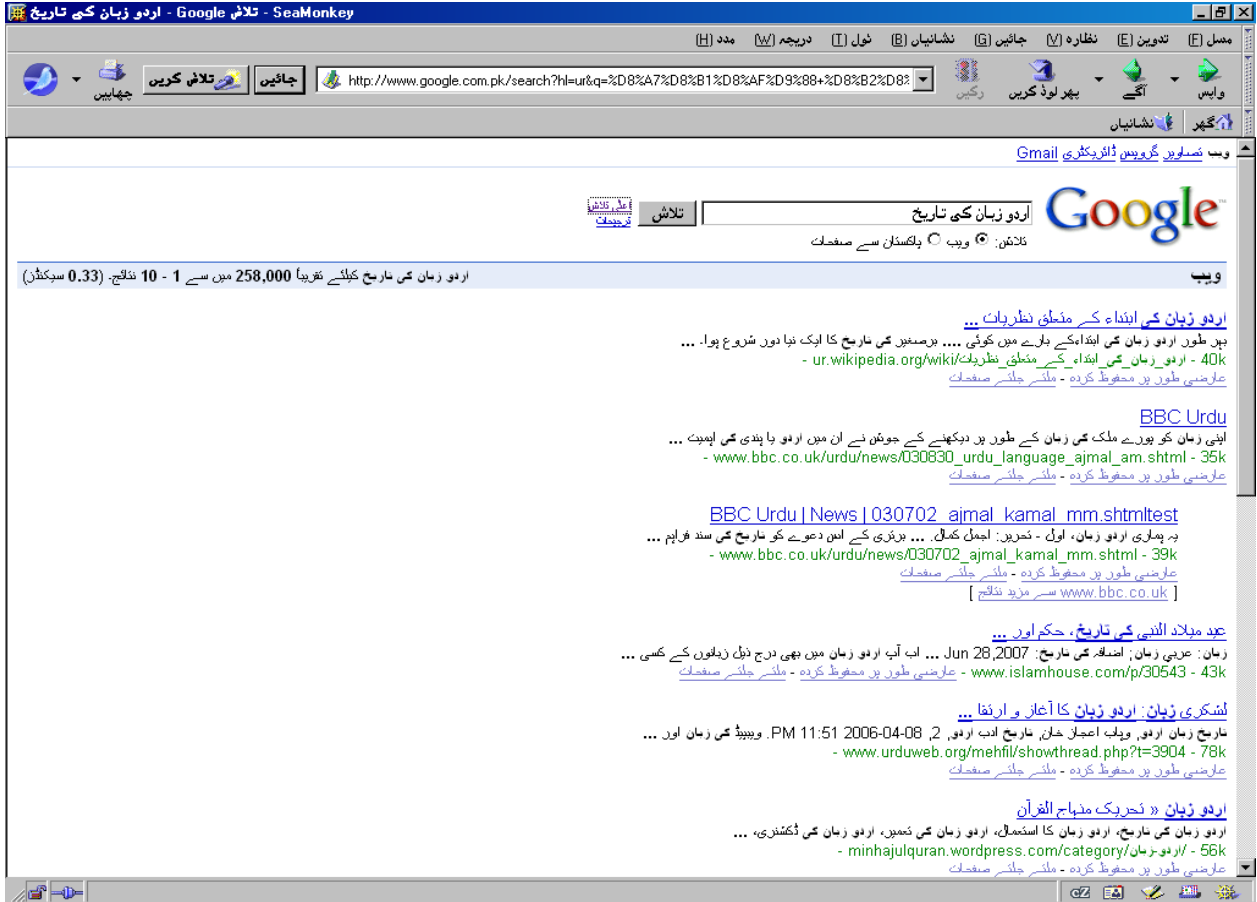 اردو زبان کی تاریخ - Google تلاش - SeaMonkey
مسل (F) تدوین (E) نظارہ (V) جائیں (G) نشانیاں (B) ٹول (T) دریچہ (W) مدد (H)
واپس آگے پھر لوڈ کریں رکیں http://www.google.com.pk/search?hl=ur&q=%D8%A7%D8%B1%D8%AF%D9%88+%D8%B2%D8% جائیں تلاش کریں چھاپیں
گھر نشانیاں
ویب تصاویر گروپس ڈائریکٹری Gmail
Google
اردو زبان کی تاریخ تلاش اعلٰی تلاش
ترجیحات
تلاش: ویب پاکستان سے صفحات
ویب اردو زبان کی تاریخ کیلئے تقریباً 258,000 میں سے 1 - 10 نتائج. (0.33 سیکنڈز)
اردو زبان کی ابتداء کے متعلق نظریات ...
بہر طور اردو زبان کی ابتداءکے بارے میں کوئی .... برصغیر کی تاریخ کا ایک نیا دور شروع ہوا. ...
ur.wikipedia.org/wiki/اردو_زبان_کی_ابتداء_کے_متعلق_نظریات - 40k -
عارضی طور پر محفوظ کردہ - ملتے جلتے صفحات
BBC Urdu
اپنی زبان کو پورے ملک کی زبان کے طور پر دیکھنے کے جوش نے ان میں اردو یا ہندی کی اہمیت ...
www.bbc.co.uk/urdu/news/030830_urdu_language_ajmal_am.shtml - 35k -
عارضی طور پر محفوظ کردہ - ملتے جلتے صفحات
BBC Urdu | News | 030702_ajmal_kamal_mm.shtmltest
یہ ہماری اردو زبان، اول - تحریر: اجمل کمال. ... برتری کے اس دعوے کو تاریخ کی سند فراہم ...
www.bbc.co.uk/urdu/news/030702_ajmal_kamal_mm.shtml - 39k -
عارضی طور پر محفوظ کردہ - ملتے جلتے صفحات
[ www.bbc.co.uk سے مزید نتائج ]
عید میلاد النبی کی تاریخ، حکم اور ...
زبان: عربی زبان; اضافہ کی تاریخ: Jun 28,2007 ... اب آپ اردو زبان میں بھی درج ذیل زبانوں کے کسی ...
www.islamhouse.com/p/30543 - 43k - عارضی طور پر محفوظ کردہ - ملتے جلتے صفحات
لشکری زبان: اردو زبان کا آغاز و ارتقا ...
تاریخ زبان اردو, وہاب اعجاز خان, تاریخ ادب اردو, 2, 08-04-2006 11:51 PM. ویبیڈ کی زبان اور ...
www.urduweb.org/mehfil/showthread.php?t=3904 - 78k -
عارضی طور پر محفوظ کردہ - ملتے جلتے صفحات
اردو زبان « تحریک منہاج القرآن
اردو زبان کی تاریخ، اردو زبان کا استعمال، اردو زبان کی تعمیر، اردو زبان کی ڈکشنری، ...
minhajulquran.wordpress.com/category/اردو-زبان/ - 56k -
عارضی طور پر محفوظ کردہ - ملتے جلتے صفحات
cZ